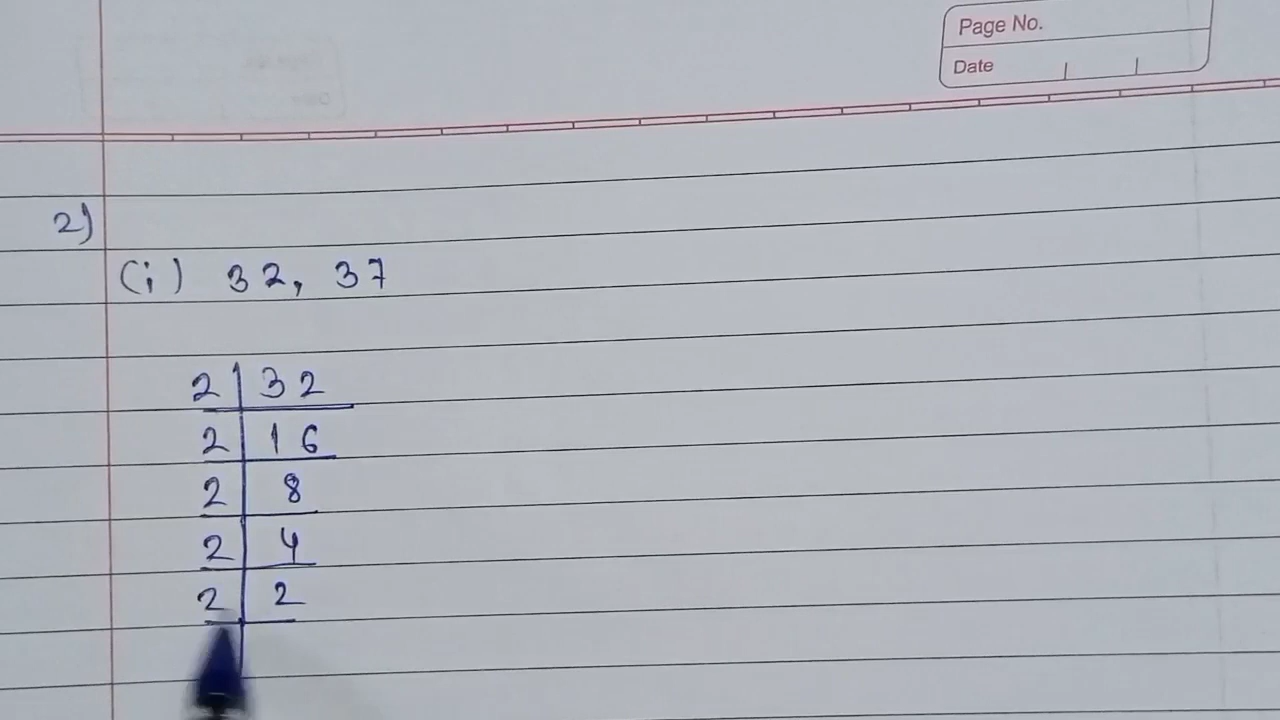 Page No.
Date
2)
(i) 32, 37
2 | 32
2 | 16
2 | 8
2 | 4
2 | 2